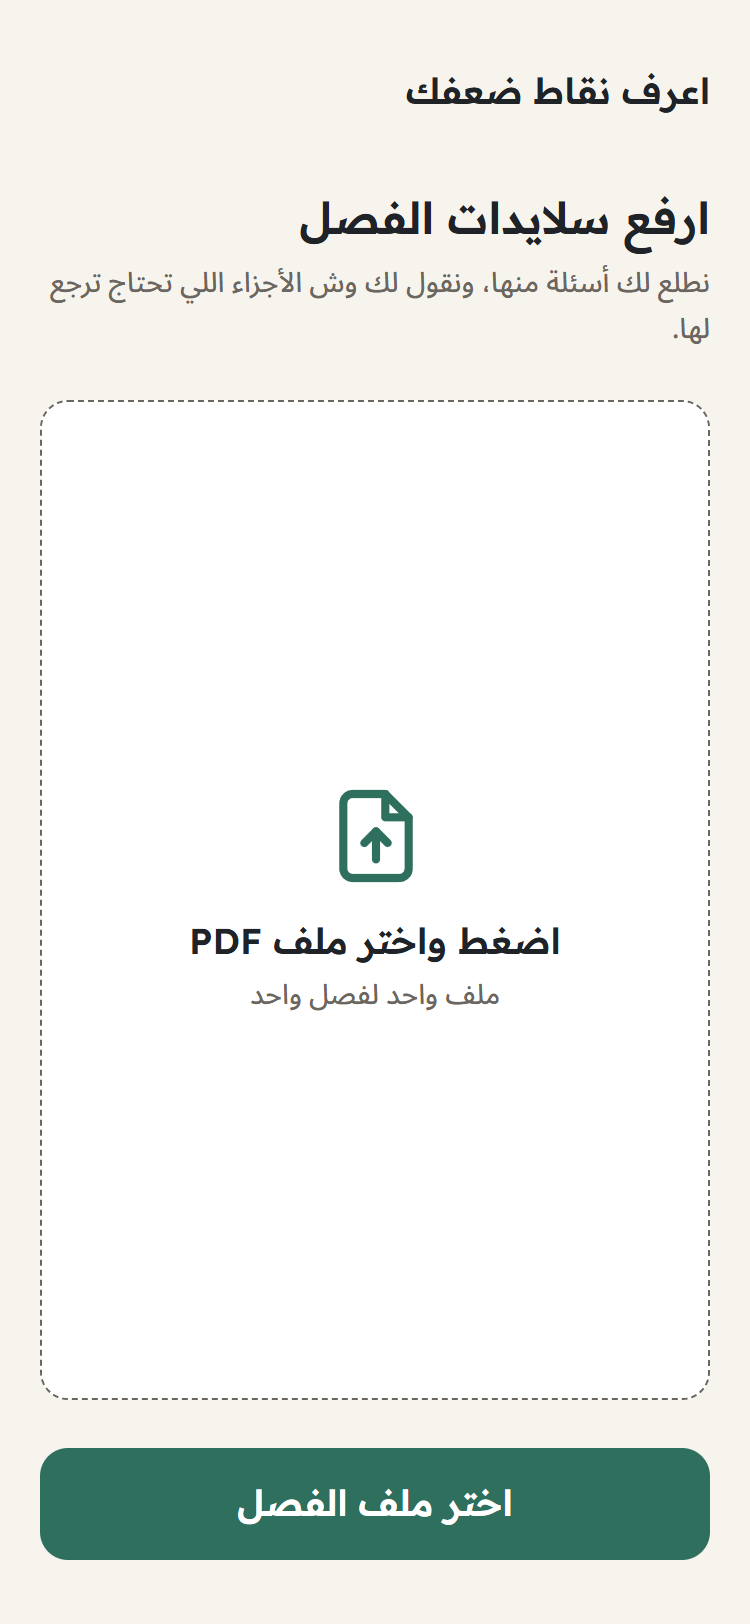 اعرف نقاط ضعفك
ارفع سلايدات الفصل
نطلع لك أسئلة منها، ونقول لك وش الأجزاء اللي تحتاج ترجع
لها.
اضغط واختر ملف PDF
ملف واحد لفصل واحد
اختر ملف الفصل